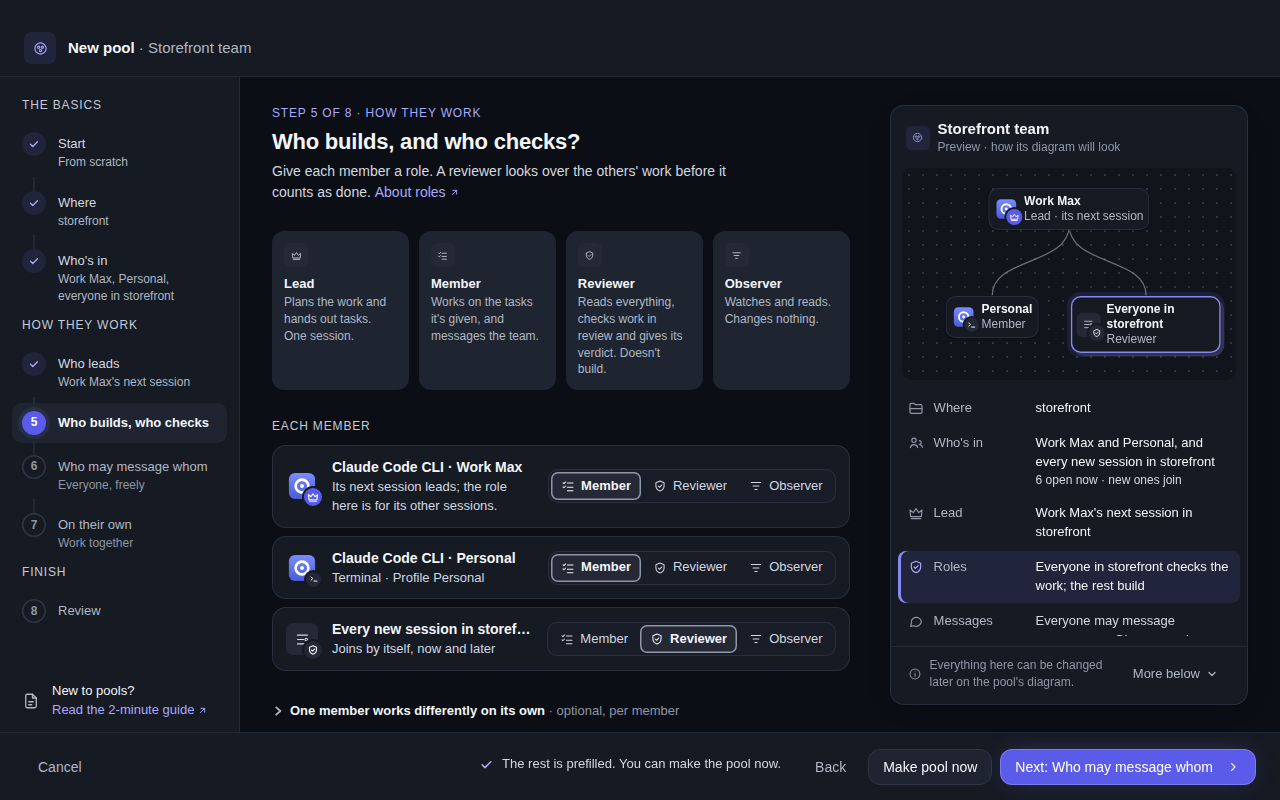 New pool · Storefront team
THE BASICS
Start
From scratch
Where
storefront
Who's in
Work Max, Personal,
everyone in storefront
HOW THEY WORK
Who leads
Work Max's next session
5 Who builds, who checks
6 Who may message whom
Everyone, freely
7 On their own
Work together
FINISH
8 Review
New to pools?
Read the 2-minute guide
STEP 5 OF 8 · HOW THEY WORK
Who builds, and who checks?
Give each member a role. A reviewer looks over the others' work before it
counts as done. About roles
Lead
Plans the work and
hands out tasks.
One session.
Member
Works on the tasks
it's given, and
messages the team.
Reviewer
Reads everything,
checks work in
review and gives its
verdict. Doesn't
build.
Observer
Watches and reads.
Changes nothing.
EACH MEMBER
Claude Code CLI · Work Max
Its next session leads; the role
here is for its other sessions.
Member Reviewer Observer
Claude Code CLI · Personal
Terminal · Profile Personal
Member Reviewer Observer
Every new session in storef…
Joins by itself, now and later
Member Reviewer Observer
One member works differently on its own · optional, per member
Storefront team
Preview · how its diagram will look
Work Max
Lead · its next session
Personal
Member
Everyone in
storefront
Reviewer
Where storefront
Who's in Work Max and Personal, and
every new session in storefront
6 open now · new ones join
Lead Work Max's next session in
storefront
Roles Everyone in storefront checks the
work; the rest build
Messages Everyone may message
Everything here can be changed
later on the pool's diagram.
More below
Cancel
The rest is prefilled. You can make the pool now.
Back
Make pool now
Next: Who may message whom